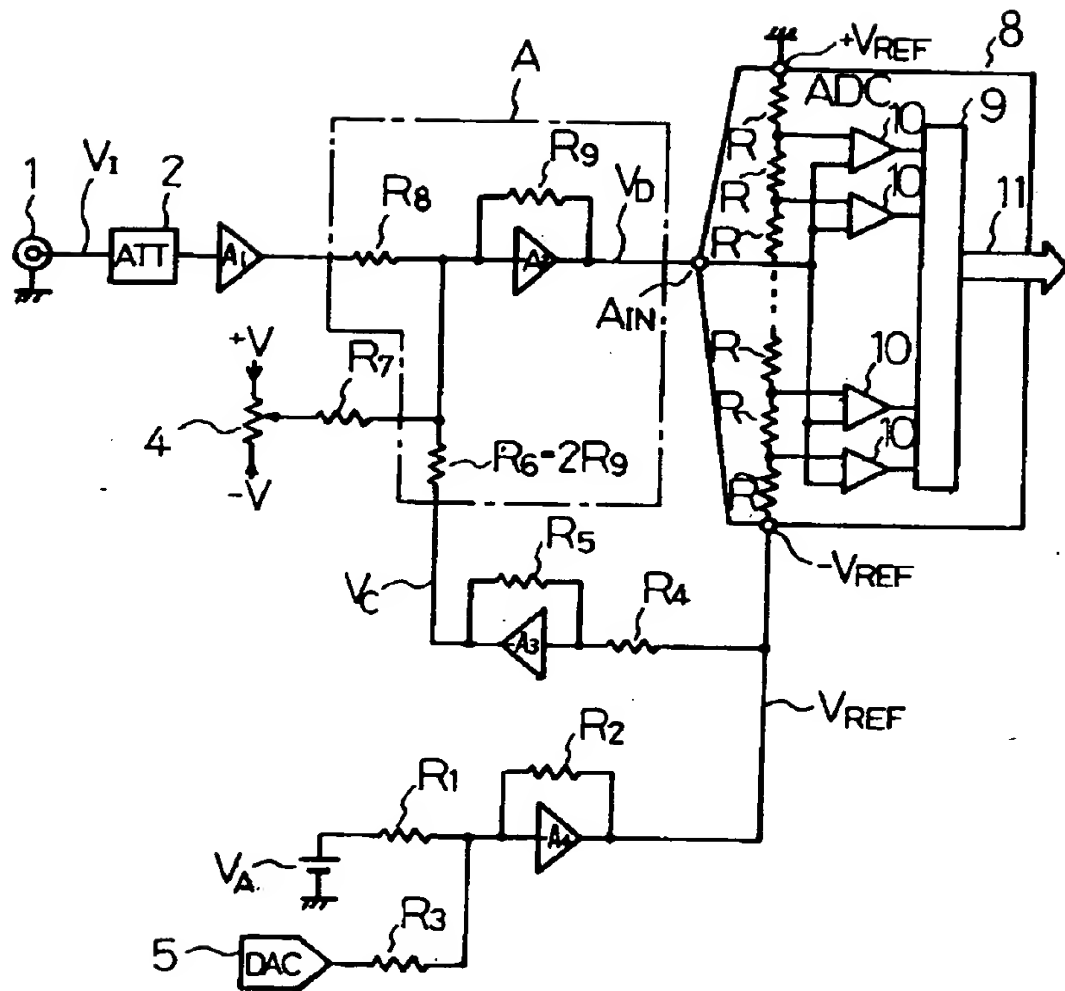 A
+VREF
8
ADC
10
9
1
VI
2
R8
R9
VD
R
R
10
R
11
ATT
A1
A2
AIN
+V
R7
R
10
4
R
10
R6=2R9
R
-V
-VREF
R5
VC
R4
-A3
VREF
R2
R1
-A4
VA
R3
5
DAC